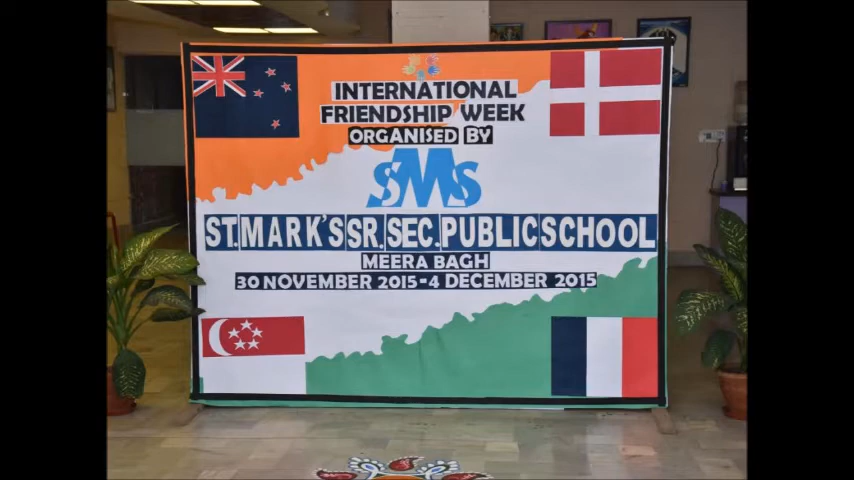 INTERNATIONAL
FRIENDSHIP WEEK
ORGANISED BY
SMS
ST.MARK'S SR. SEC. PUBLIC SCHOOL
MEERA BAGH
30 NOVEMBER 2015-4 DECEMBER 2015